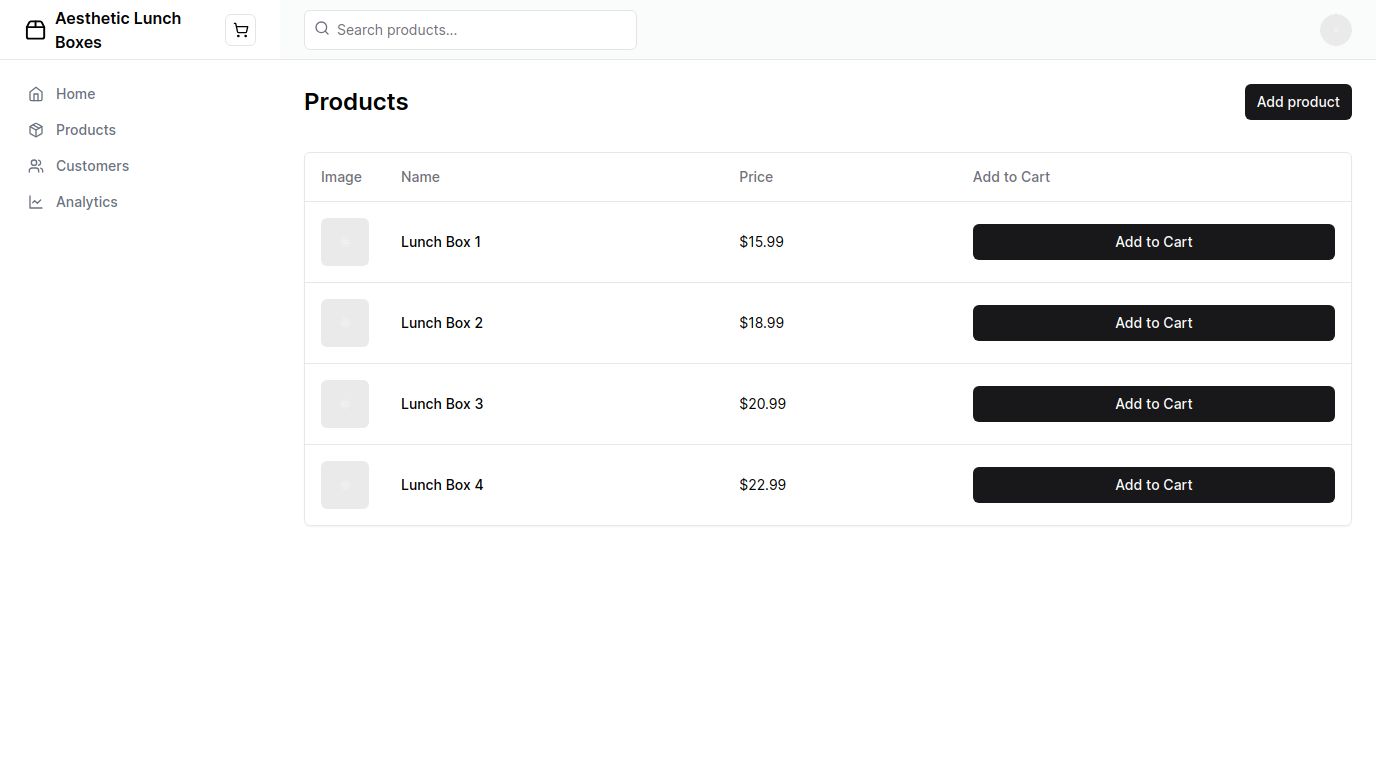 Aesthetic Lunch
Boxes
Search products...
Home
Products
Customers
Analytics
Products
Add product
Image Name Price Add to Cart
Lunch Box 1 $15.99 Add to Cart
Lunch Box 2 $18.99 Add to Cart
Lunch Box 3 $20.99 Add to Cart
Lunch Box 4 $22.99 Add to Cart